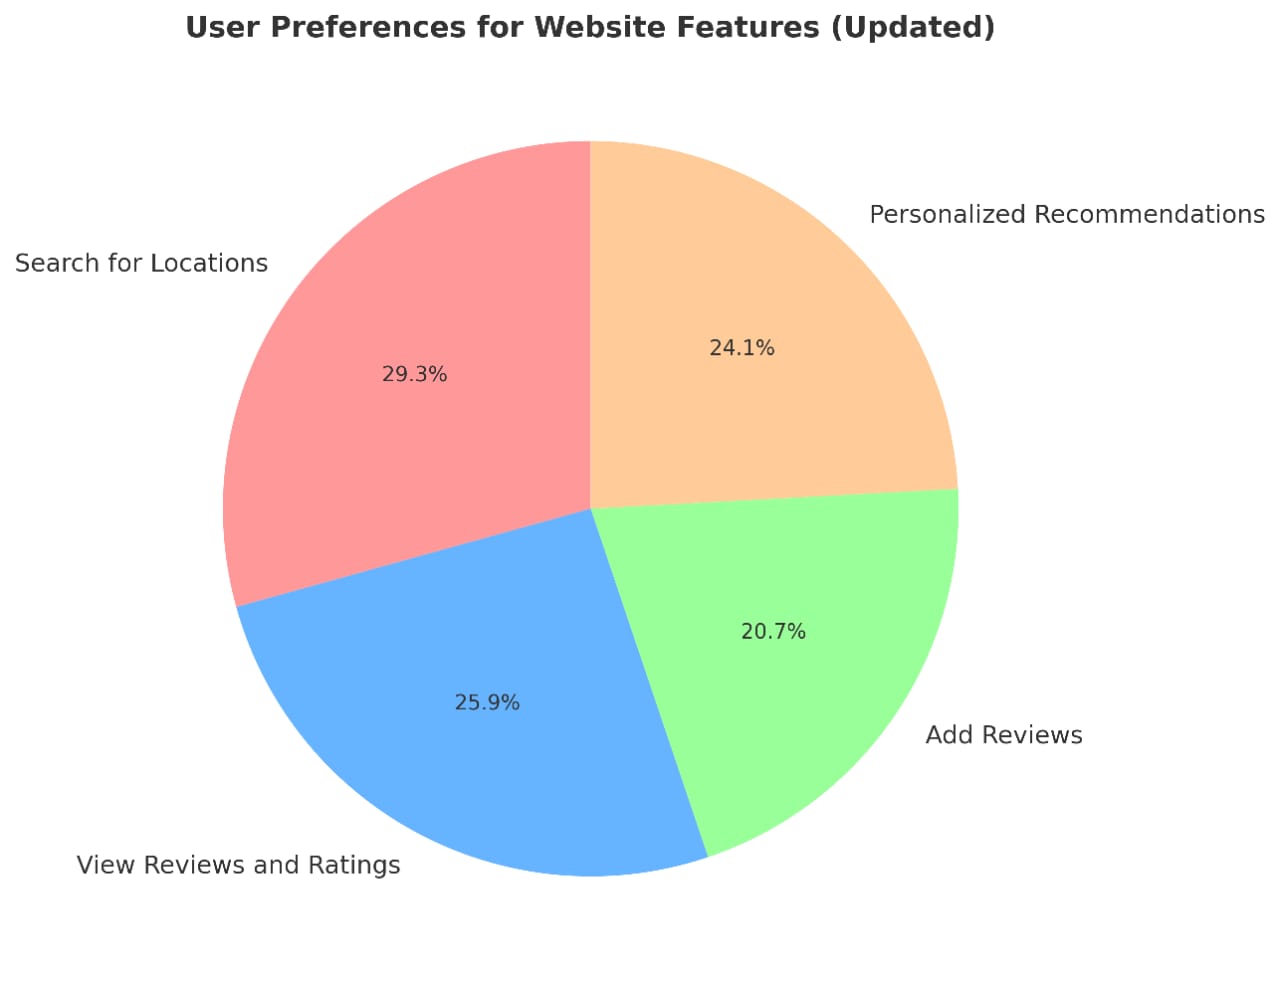 User Preferences for Website Features (Updated)
Personalized Recommendations
Search for Locations
24.1%
29.3%
20.7%
25.9%
Add Reviews
View Reviews and Ratings